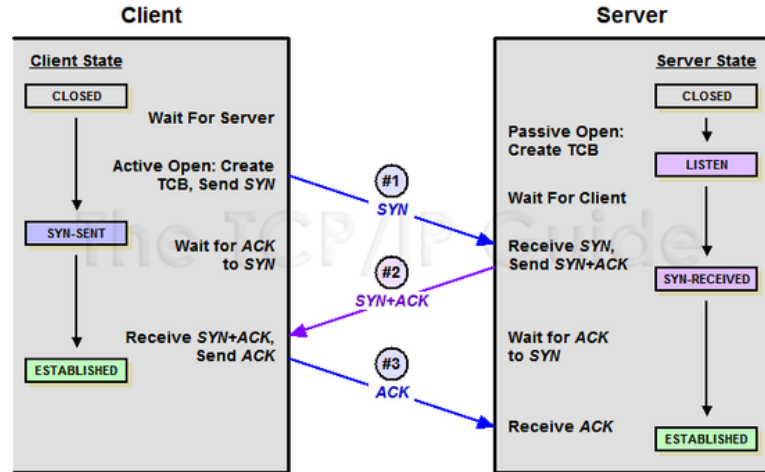 Client
Server
Client State
CLOSED
Wait For Server
Active Open: Create
TCB, Send SYN
SYN-SENT
Wait for ACK
to SYN
Receive SYN+ACK,
Send ACK
ESTABLISHED
#1
SYN
#2
SYN+ACK
#3
ACK
Server State
CLOSED
Passive Open:
Create TCB
LISTEN
Wait For Client
Receive SYN,
Send SYN+ACK
SYN-RECEIVED
Wait for ACK
to SYN
Receive ACK
ESTABLISHED
The TCP/IP Guide